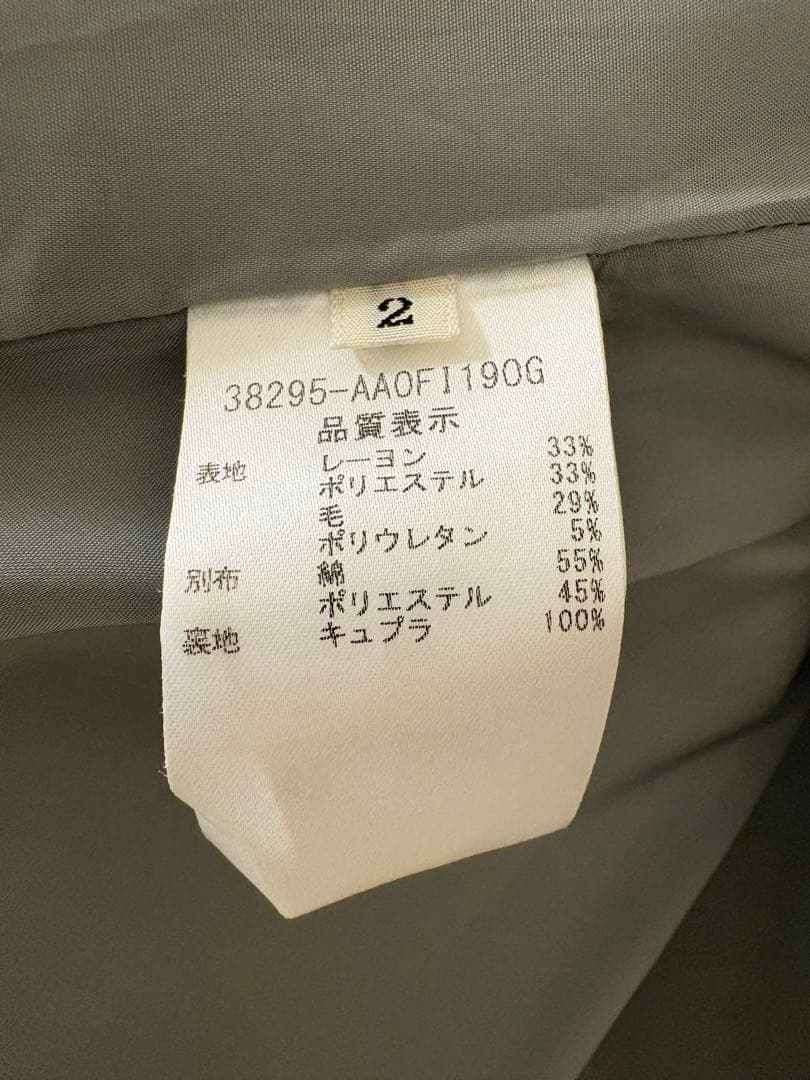 2
38295-AA0FI190G
品質表示
表地 レーヨン 33%
ポリエステル 33%
毛 29%
ポリウレタン 5%
別布 綿 55%
ポリエステル 45%
裏地 キュプラ 100%